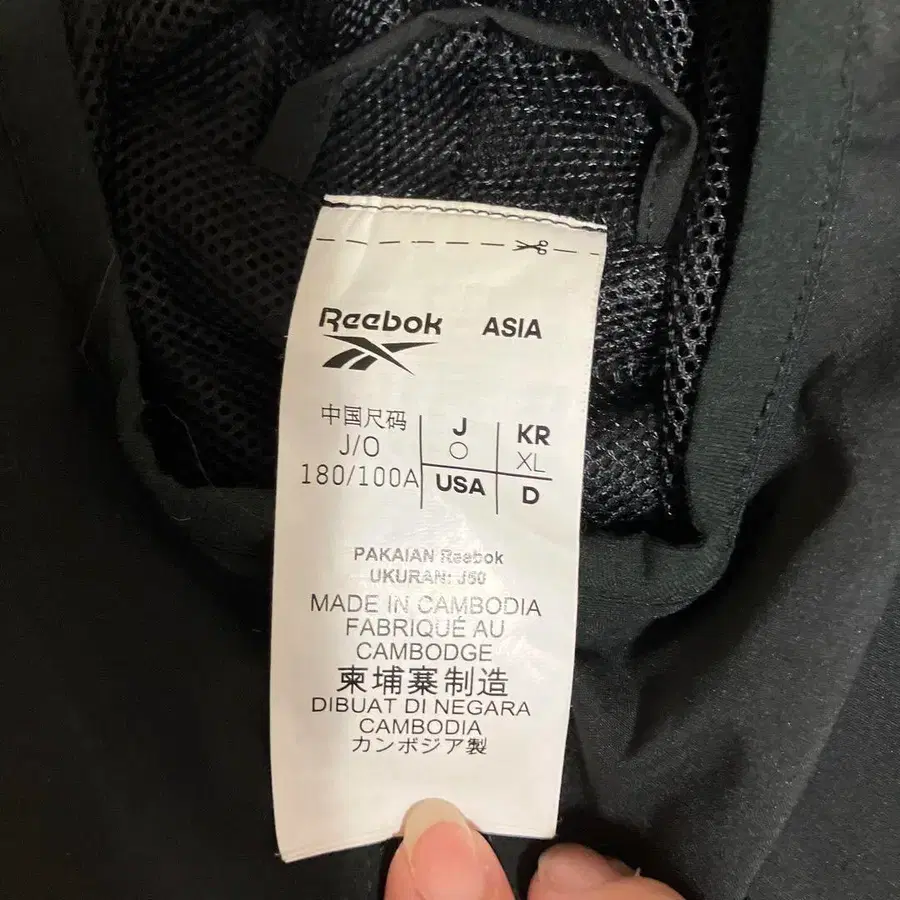 Reebok ASIA
中国尺码
J/O
180/100A
J
O
KR
XL
USA
D
PAKAIAN Reebok
UKURAN: J50
MADE IN CAMBODIA
FABRIQUÉ AU
CAMBODGE
柬埔寨制造
DIBUAT DI NEGARA
CAMBODIA
カンボジア製